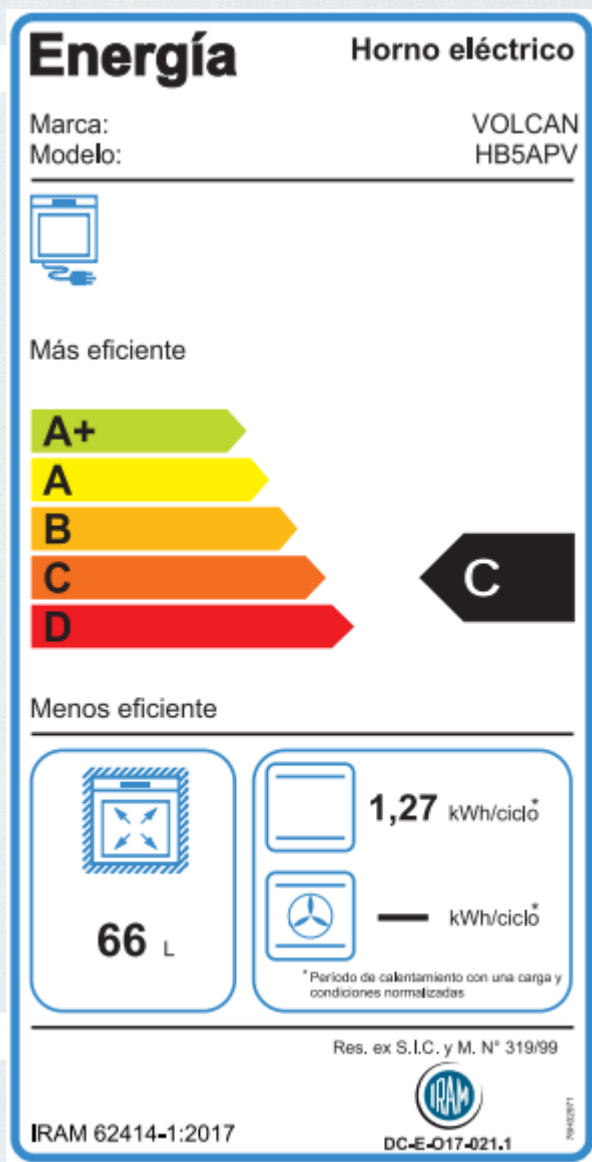 Energía
Horno eléctrico
Marca: VOLCAN
Modelo: HB5APV
Más eficiente
A+
A
B
C
C
D
Menos eficiente
66 L
1,27 kWh/ciclo*
— kWh/ciclo*
*Período de calentamiento con una carga y
condiciones normalizadas
Res. ex S.I.C. y M. N° 319/99
IRAM
IRAM 62414-1:2017
DC-E-O17-021.1